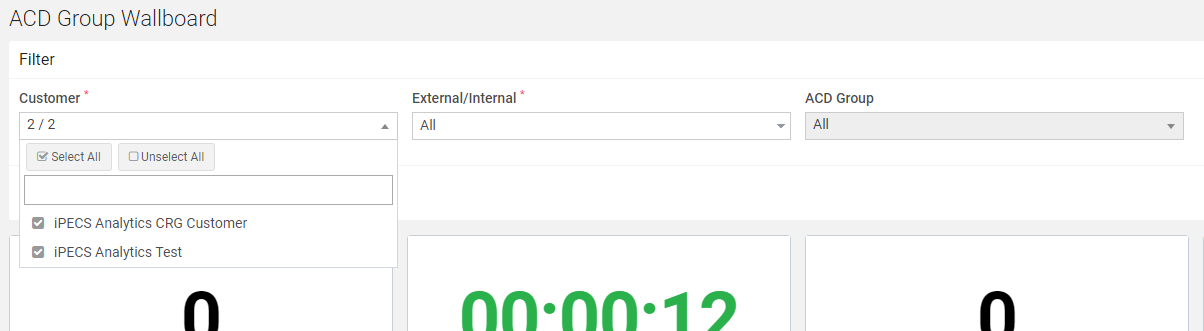 ACD Group Wallboard
Filter
Customer *
External/Internal *
ACD Group
2 / 2
All
All
Select All
Unselect All
iPECS Analytics CRG Customer
iPECS Analytics Test
0
00:00:12
0